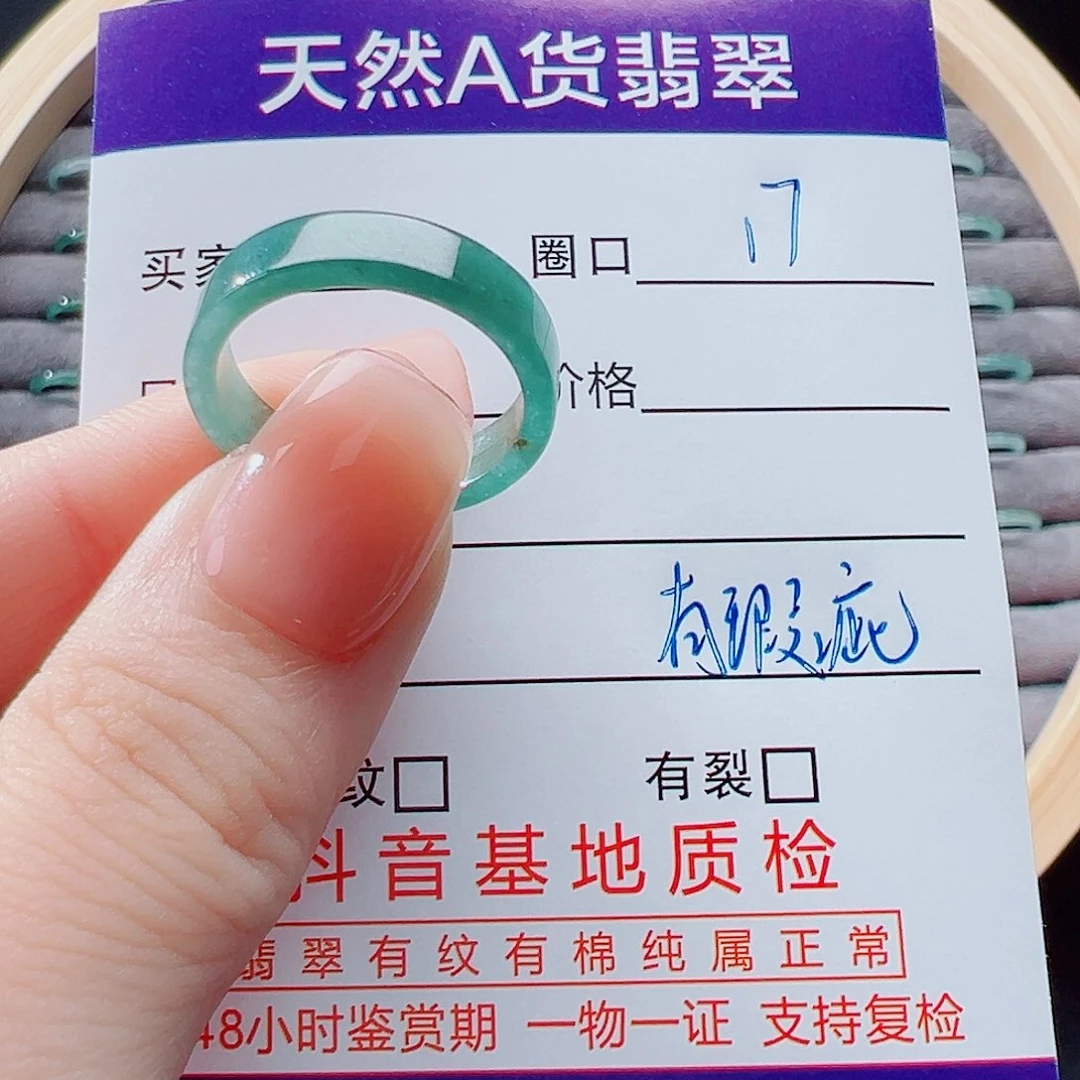 天然A货翡翠
买家 圈口 17
价格
有瑕疵
纹□ 有裂□
抖音基地质检
翡翠有纹有棉纯属正常
48小时鉴赏期 一物一证 支持复检